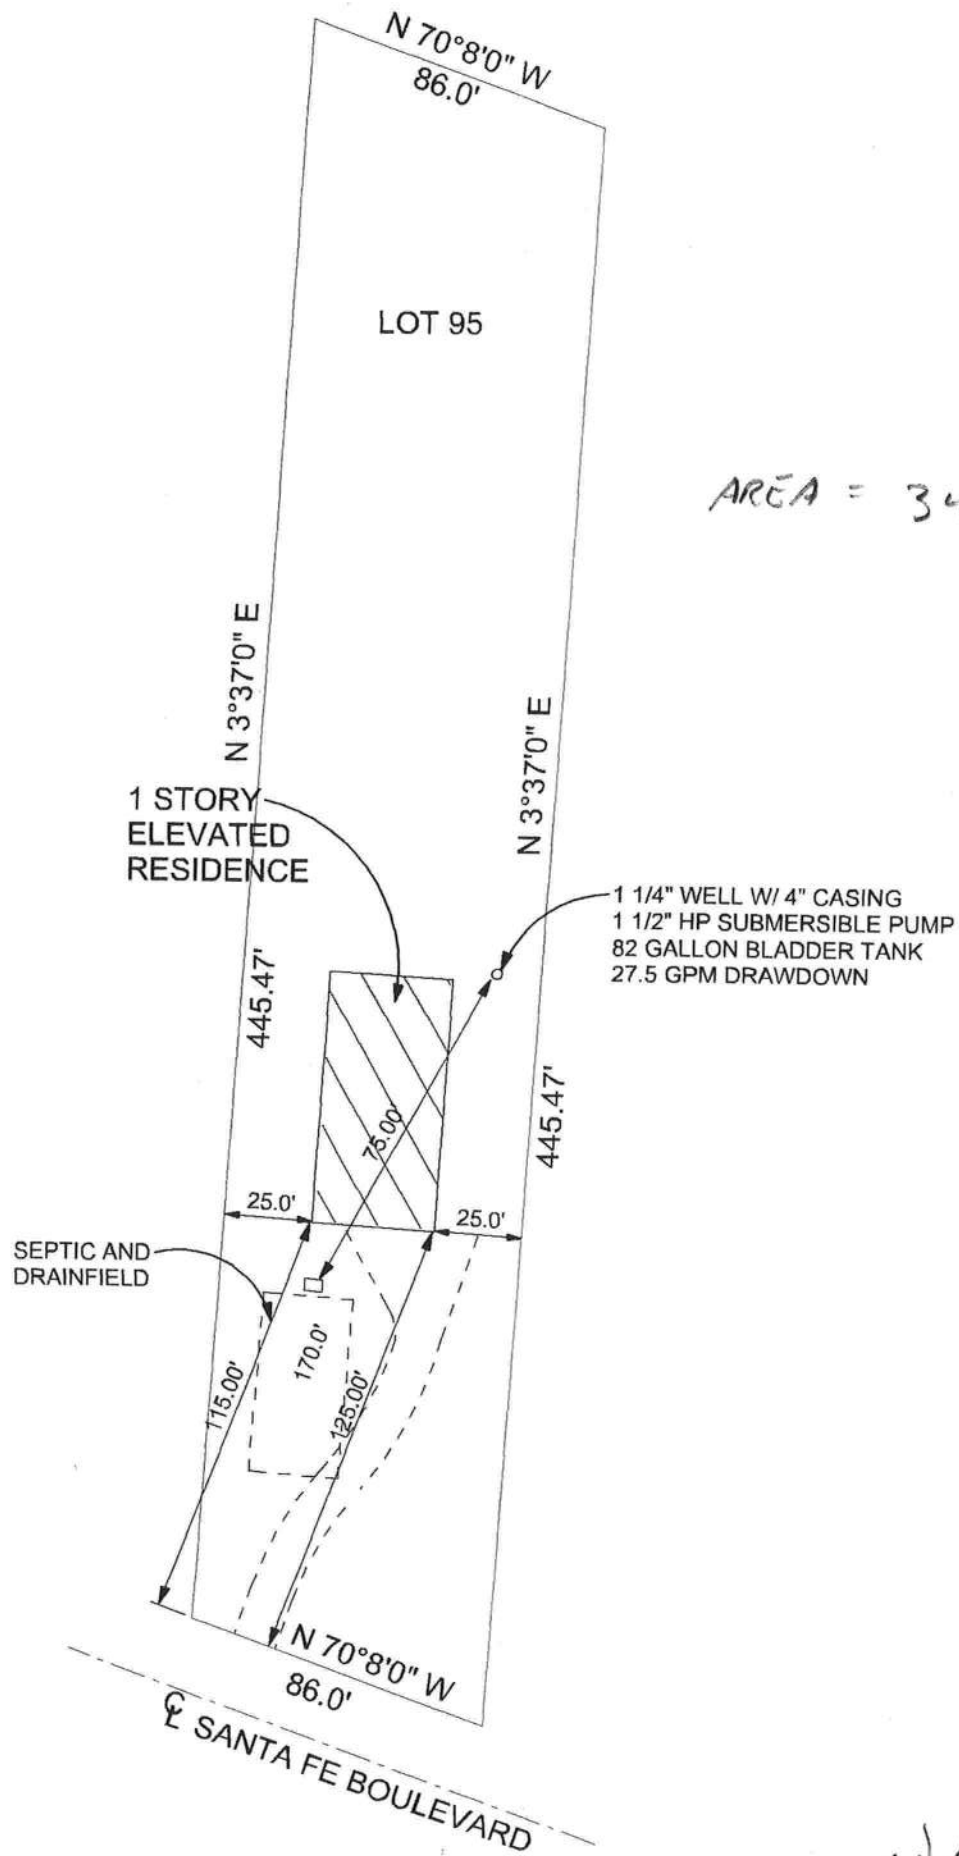 N 70°8'0" W
86.0'
LOT 95
AREA = 3
N 3°37'0" E
N 3°37'0" E
1 STORY
ELEVATED
RESIDENCE
1 1/4" WELL W/ 4" CASING
1 1/2" HP SUBMERSIBLE PUMP
82 GALLON BLADDER TANK
27.5 GPM DRAWDOWN
445.47'
445.47'
75.00'
25.0'
25.0'
SEPTIC AND
DRAINFIELD
170.0'
115.00'
125.00'
N 70°8'0" W
86.0'
℄ SANTA FE BOULEVARD